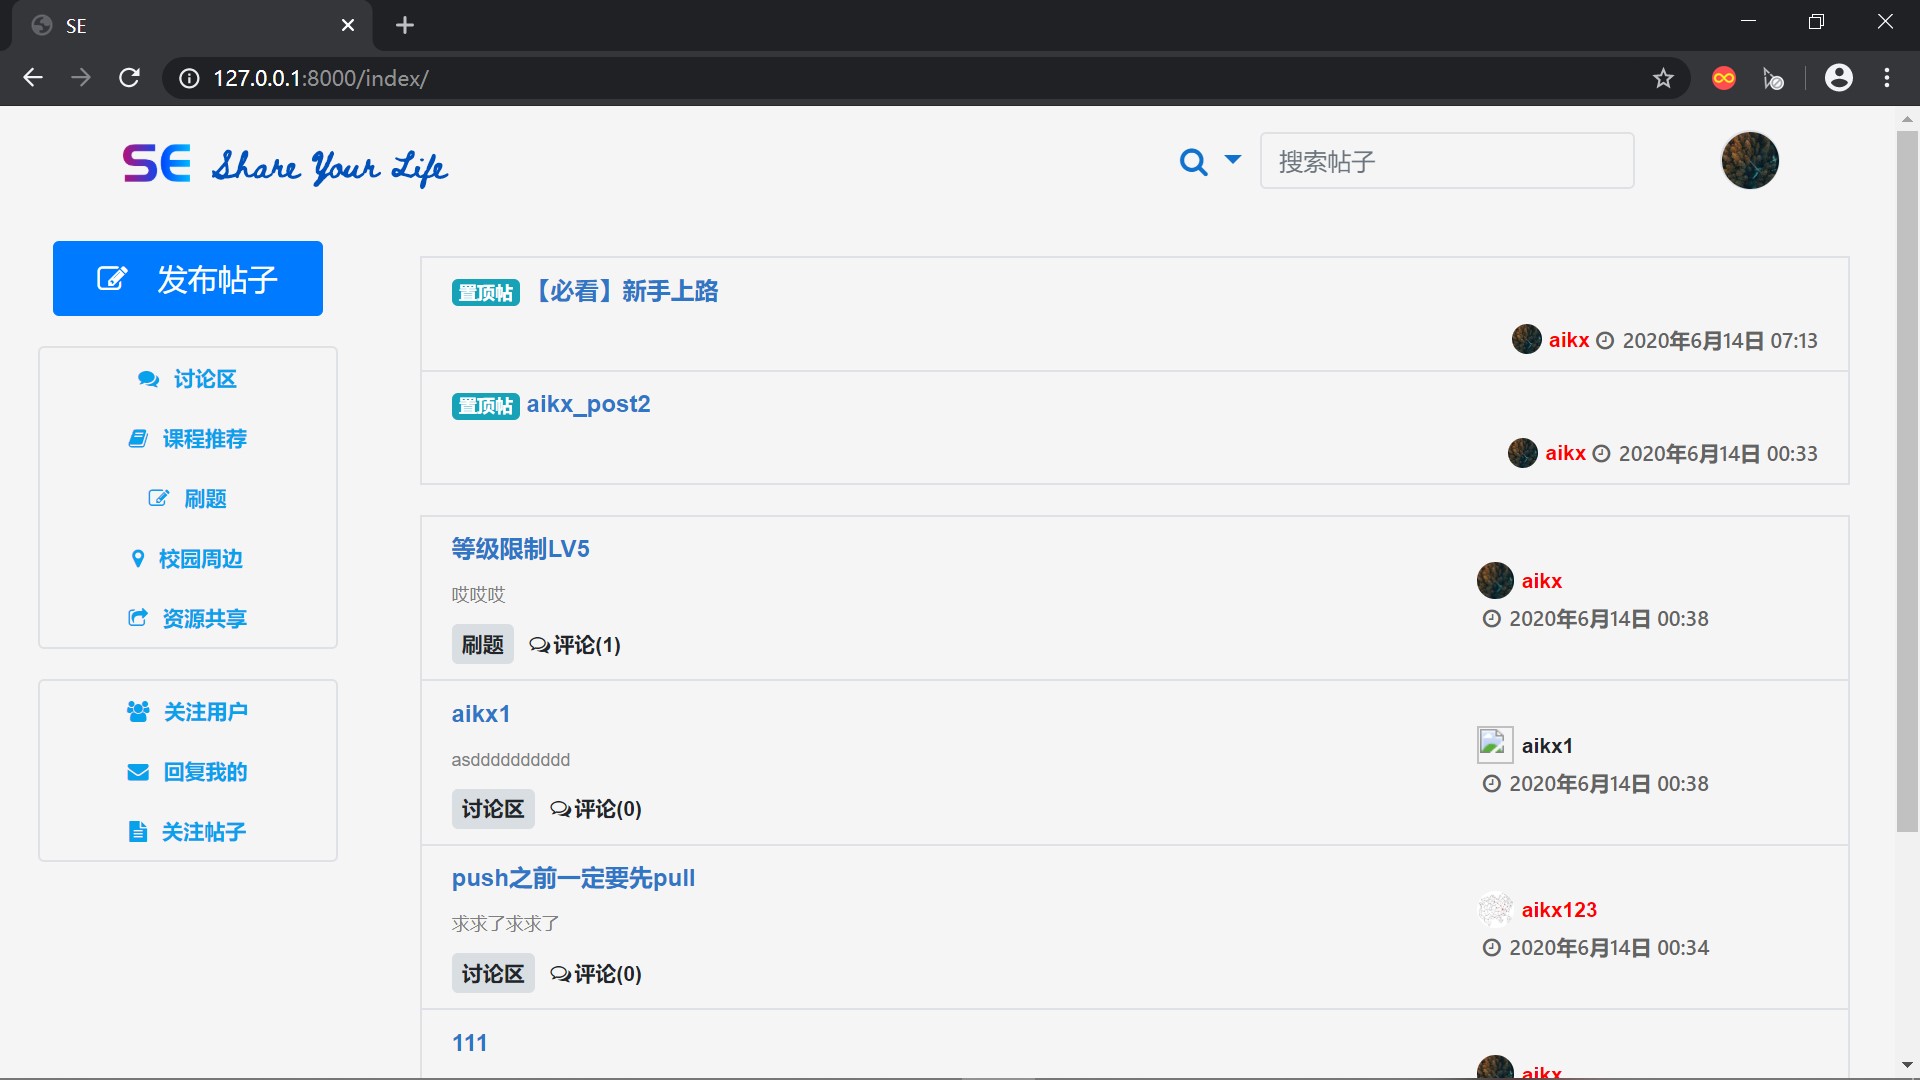 SE
127.0.0.1:8000/index/
SE Share Your Life
搜索帖子
发布帖子
讨论区
课程推荐
刷题
校园周边
资源共享
关注用户
回复我的
关注帖子
置顶帖 【必看】新手上路
aikx 2020年6月14日 07:13
置顶帖 aikx_post2
aikx 2020年6月14日 00:33
等级限制LV5
哎哎哎
刷题 评论(1)
aikx
2020年6月14日 00:38
aikx1
asdddddddddd
讨论区 评论(0)
aikx1
2020年6月14日 00:38
push之前一定要先pull
求求了求求了
讨论区 评论(0)
aikx123
2020年6月14日 00:34
111
aikx